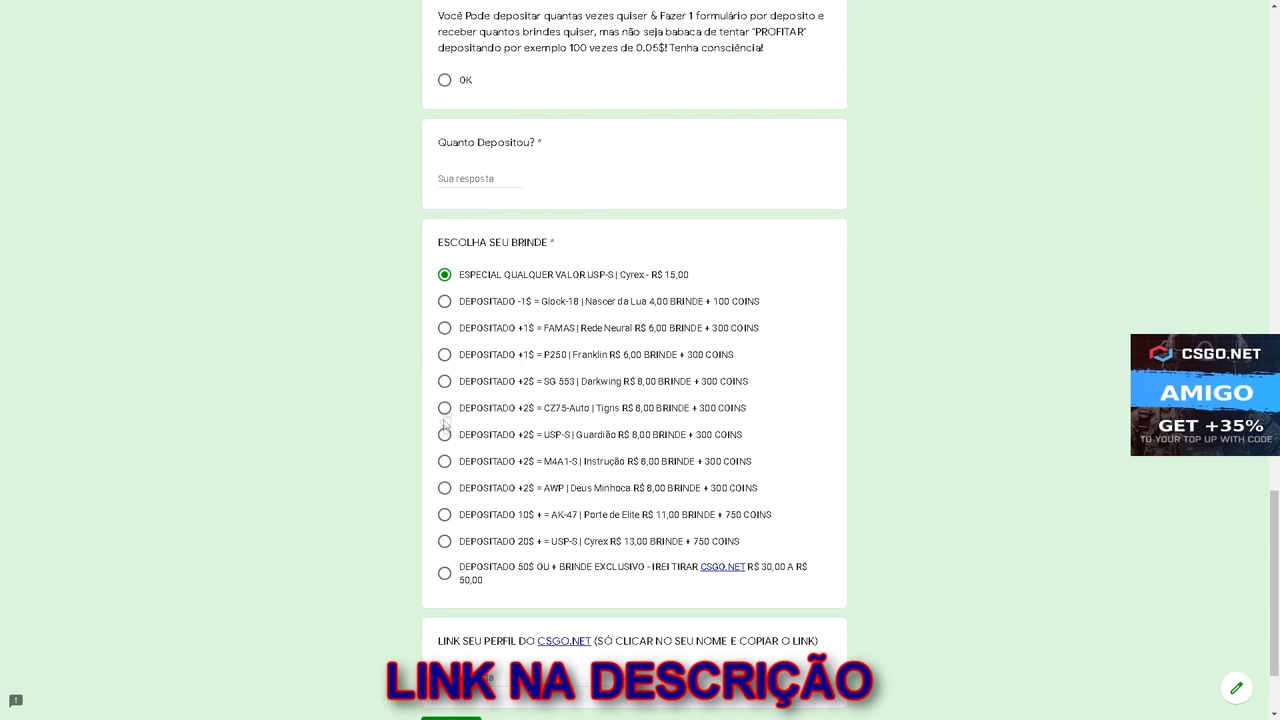 Você Pode depositar quantas vezes quiser & Fazer 1 formulário por deposito e
receber quantos brindes quiser, mas não seja babaca de tentar "PROFITAR"
depositando por exemplo 100 vezes de 0.05$! Tenha consciência!
OK
Quanto Depositou? *
Sua resposta
ESCOLHA SEU BRINDE *
ESPECIAL QUALQUER VALOR USP-S | Cyrex - R$ 15,00
DEPOSITADO -1$ = Glock-18 | Nascer da Lua 4,00 BRINDE + 100 COINS
DEPOSITADO +1$ = FAMAS | Rede Neural R$ 6,00 BRINDE + 300 COINS
DEPOSITADO +1$ = P250 | Franklin R$ 6,00 BRINDE + 300 COINS
DEPOSITADO +2$ = SG 553 | Darkwing R$ 8,00 BRINDE + 300 COINS
DEPOSITADO +2$ = CZ75-Auto | Tigris R$ 8,00 BRINDE + 300 COINS
DEPOSITADO +2$ = USP-S | Guardião R$ 8,00 BRINDE + 300 COINS
DEPOSITADO +2$ = M4A1-S | Instrução R$ 8,00 BRINDE + 300 COINS
DEPOSITADO +2$ = AWP | Deus Minhoca R$ 8,00 BRINDE + 300 COINS
DEPOSITADO 10$ + = AK-47 | Porte de Elite R$ 11,00 BRINDE + 750 COINS
DEPOSITADO 20$ + = USP-S | Cyrex R$ 13,00 BRINDE + 750 COINS
DEPOSITADO 50$ OU + BRINDE EXCLUSIVO - IREI TIRAR CSGO.NET R$ 30,00 A R$
50,00
LINK SEU PERFIL DO CSGO.NET (SÓ CLICAR NO SEU NOME E COPIAR O LINK)
LINK NA DESCRIÇÃO
CSGO.NET
AMIGO
GET +35%
TO YOUR TOP UP WITH CODE